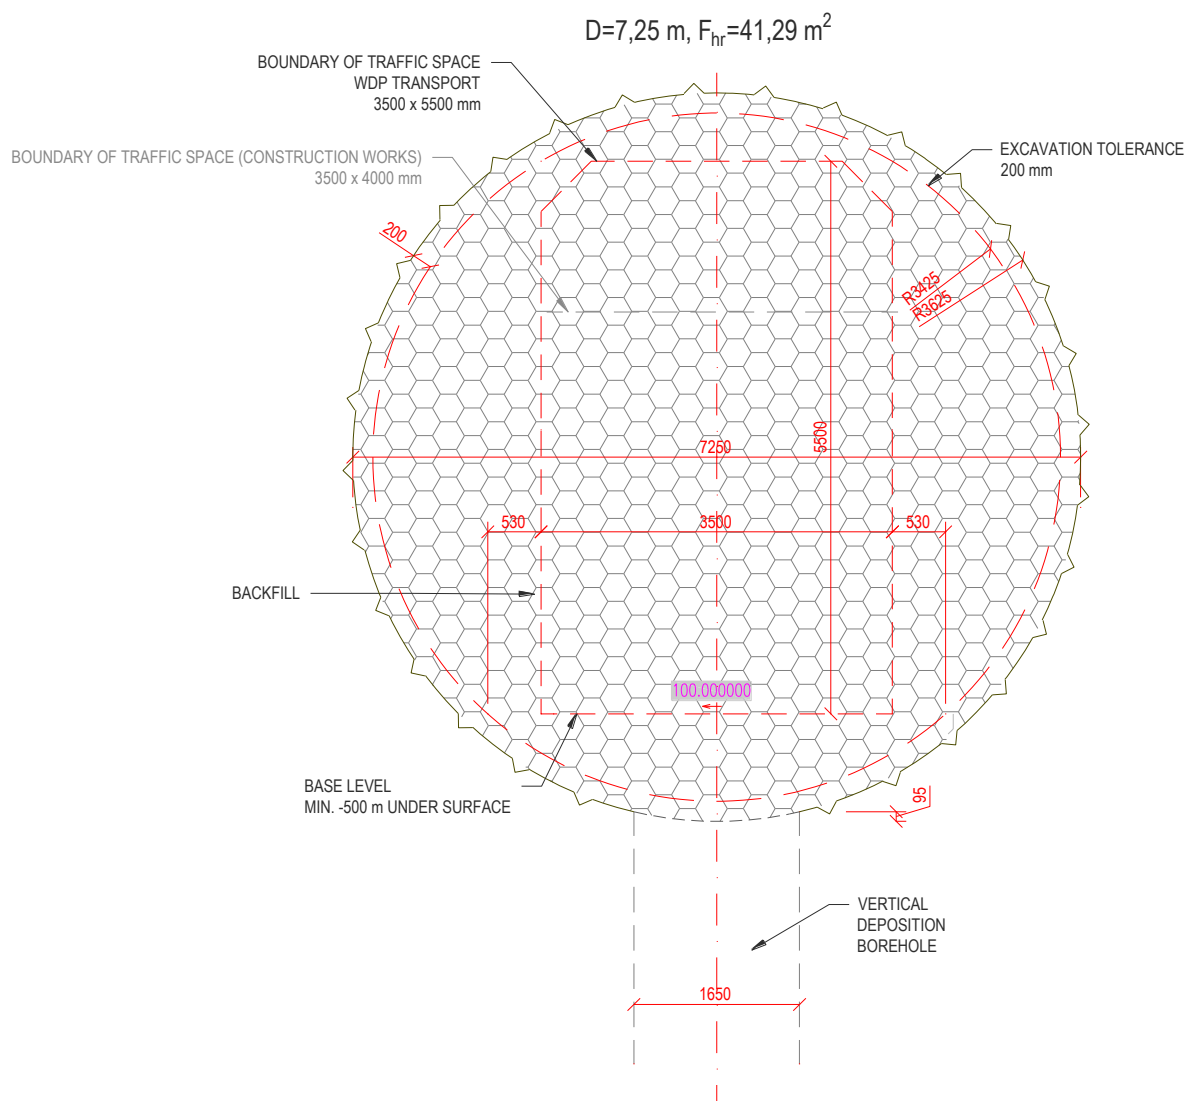 D=7,25 m, Fhr=41,29 m²
BOUNDARY OF TRAFFIC SPACE
WDP TRANSPORT
3500 x 5500 mm
BOUNDARY OF TRAFFIC SPACE (CONSTRUCTION WORKS)
3500 x 4000 mm
EXCAVATION TOLERANCE
200 mm
200
R3425
R3625
7250
5500
530
3500
530
BACKFILL
100.000000
BASE LEVEL
MIN. -500 m UNDER SURFACE
95
VERTICAL
DEPOSITION
BOREHOLE
1650